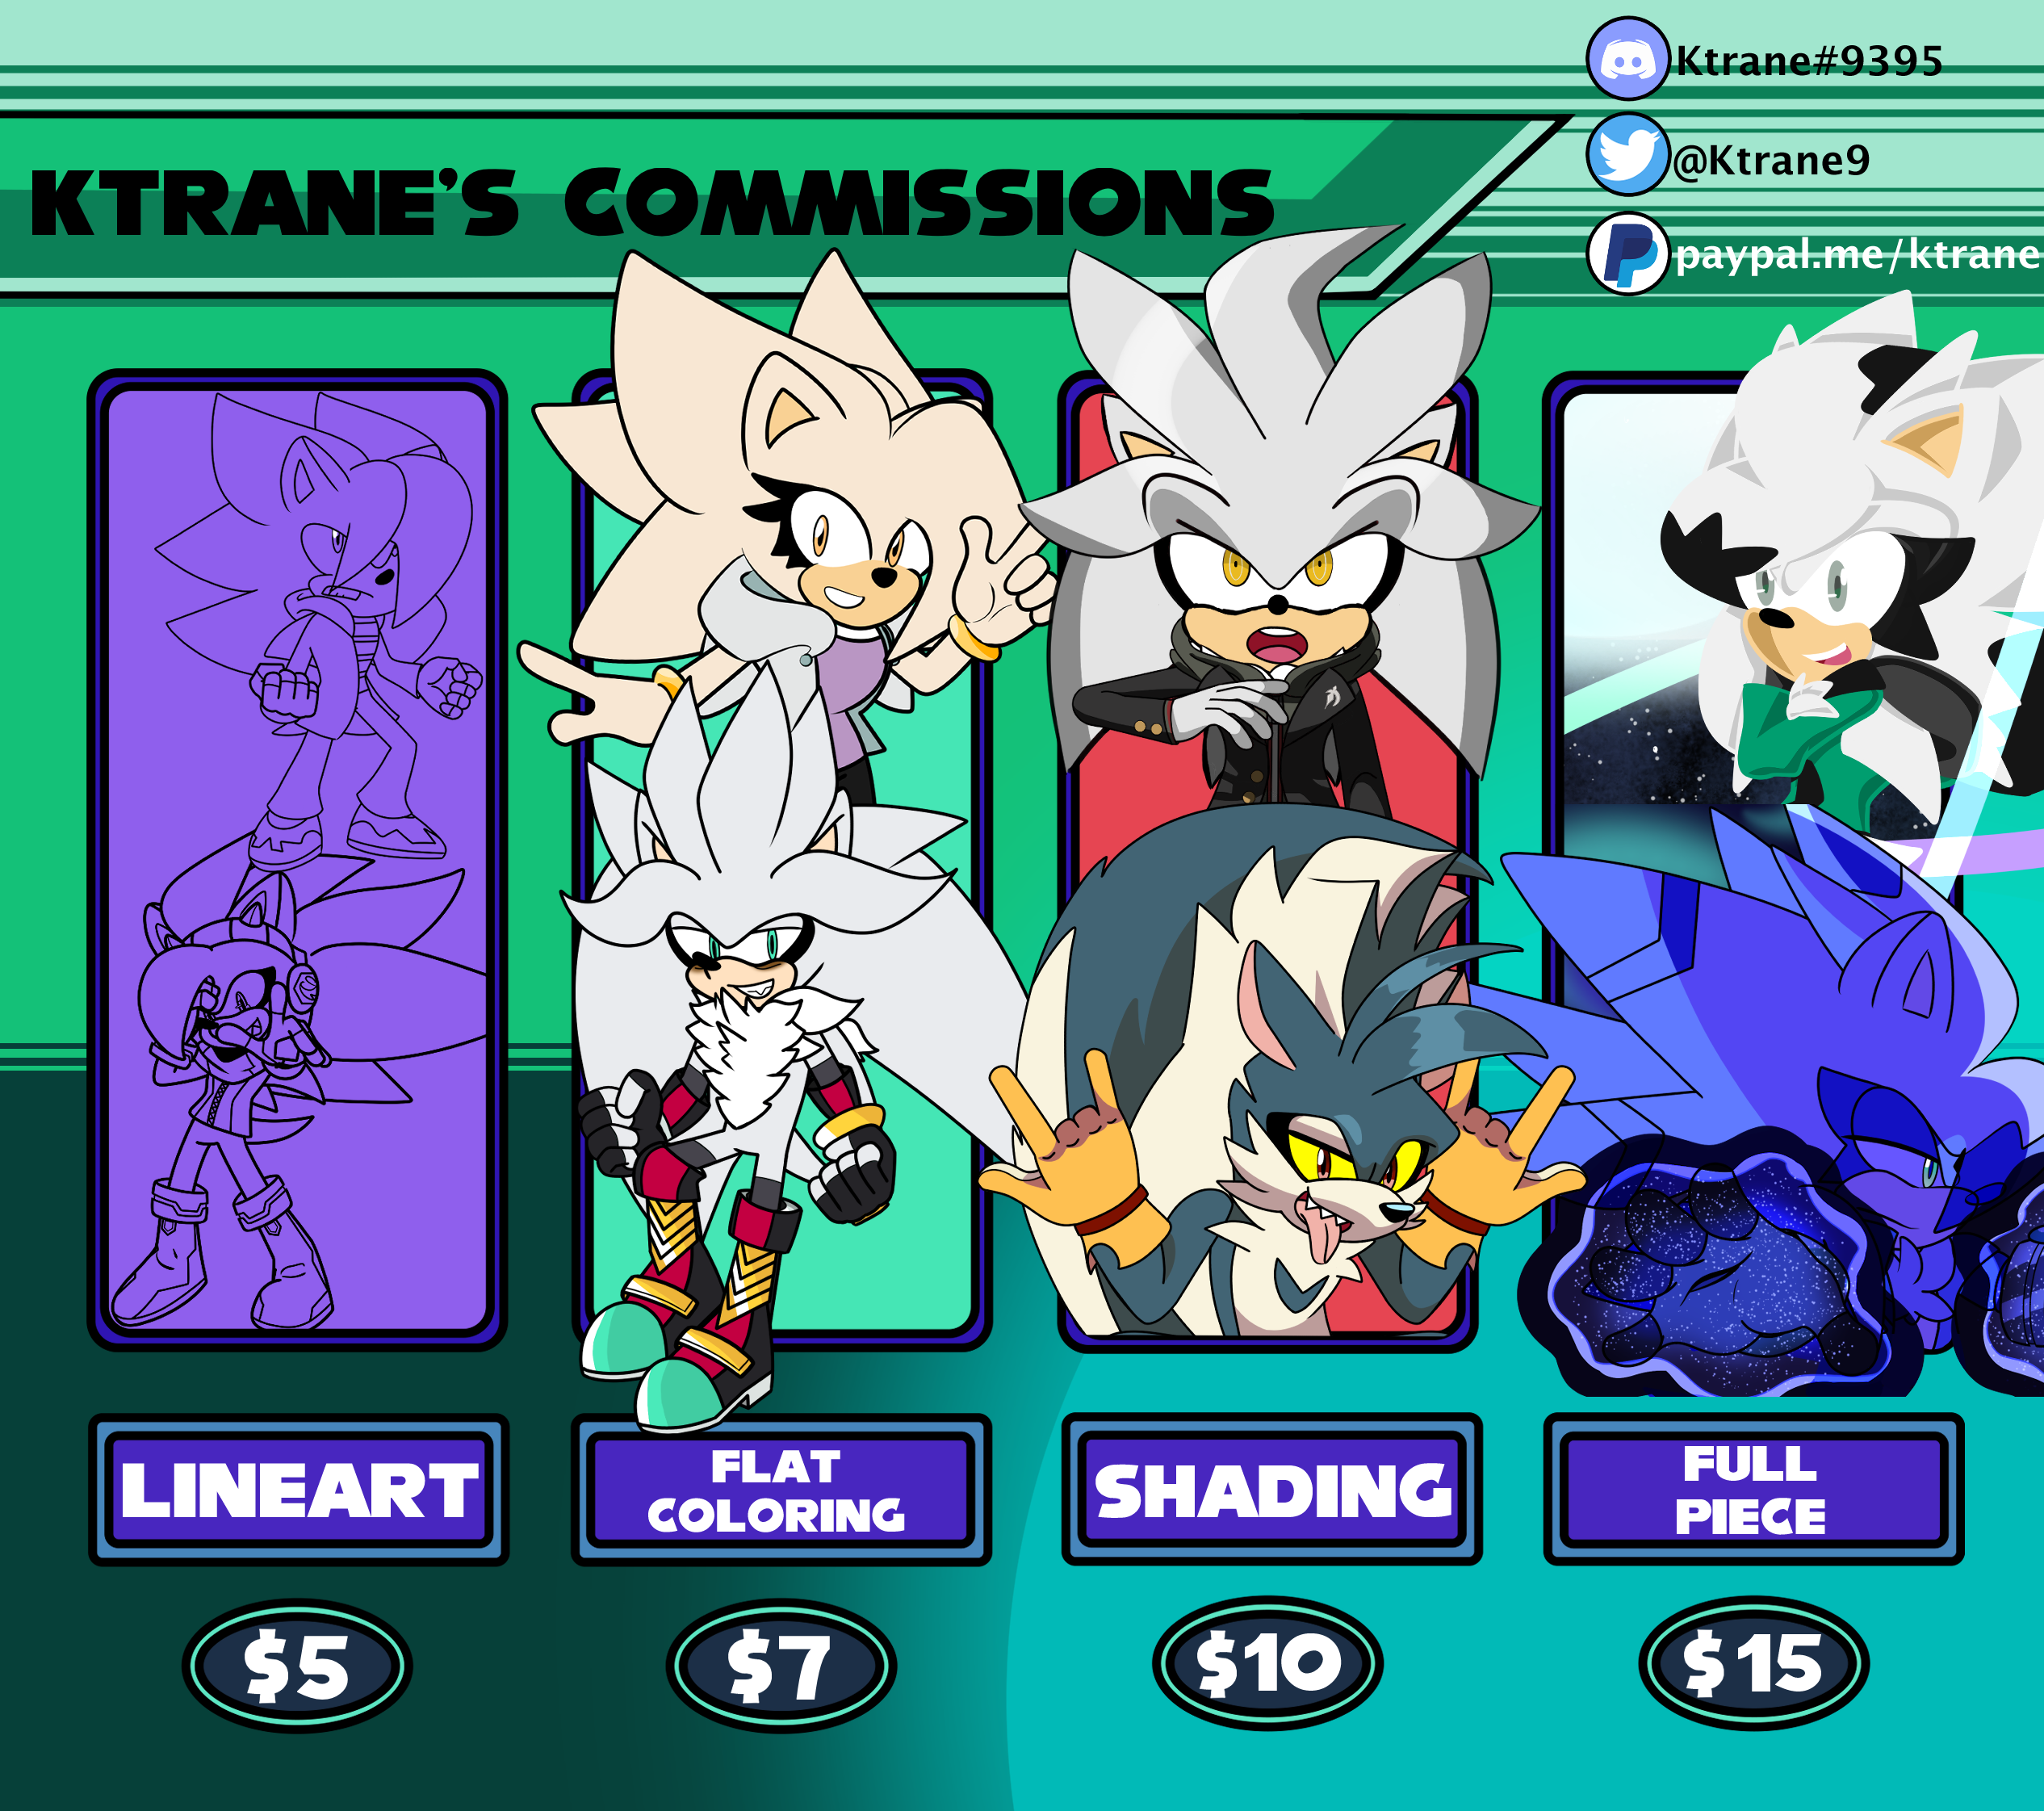 Ktrane#9395
@Ktrane9
paypal.me/ktrane
KTRANE'S COMMISSIONS
LINEART
FLAT
COLORING
SHADING
FULL
PIECE
$5
$7
$10
$15